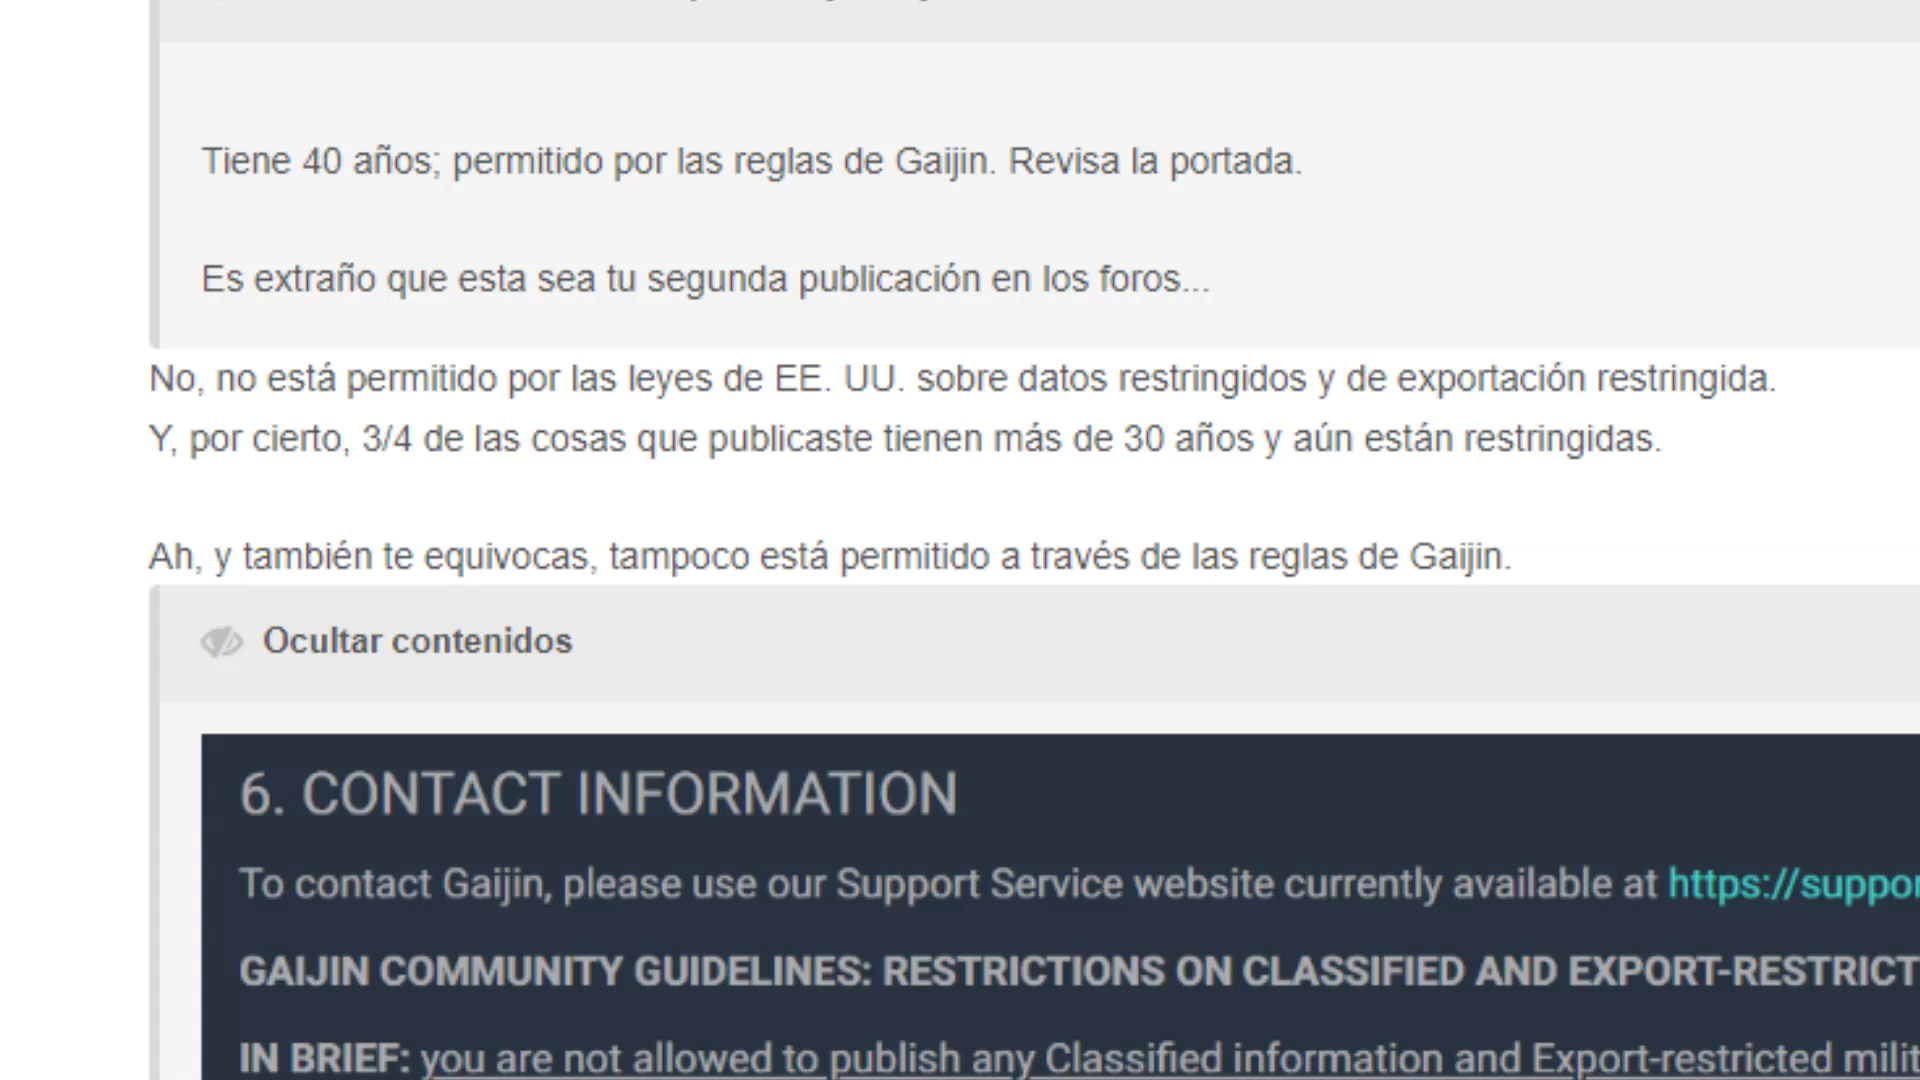 Tiene 40 años; permitido por las reglas de Gaijin. Revisa la portada.
Es extraño que esta sea tu segunda publicación en los foros...
No, no está permitido por las leyes de EE. UU. sobre datos restringidos y de exportación restringida.
Y, por cierto, 3/4 de las cosas que publicaste tienen más de 30 años y aún están restringidas.
Ah, y también te equivocas, tampoco está permitido a través de las reglas de Gaijin.
Ocultar contenidos
6. CONTACT INFORMATION
To contact Gaijin, please use our Support Service website currently available at https://suppor
GAIJIN COMMUNITY GUIDELINES: RESTRICTIONS ON CLASSIFIED AND EXPORT-RESTRICT
IN BRIEF: you are not allowed to publish any Classified information and Export-restricted milit